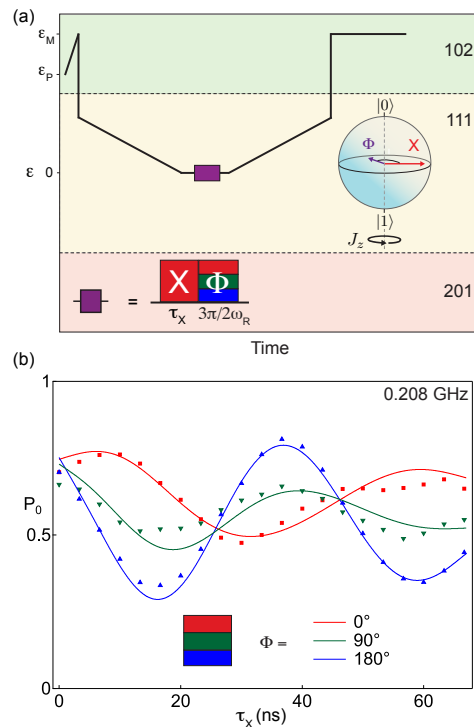 (a)
ε_M
102
ε_P
111
|0⟩
Φ
X
ε 0
|1⟩
J_z
X Φ
=
τ_X 3π/2ω_R
201
Time
(b)
1
0.208 GHz
P_0
0.5
Φ =
0°
90°
180°
0
0 20 40 60
τ_X (ns)